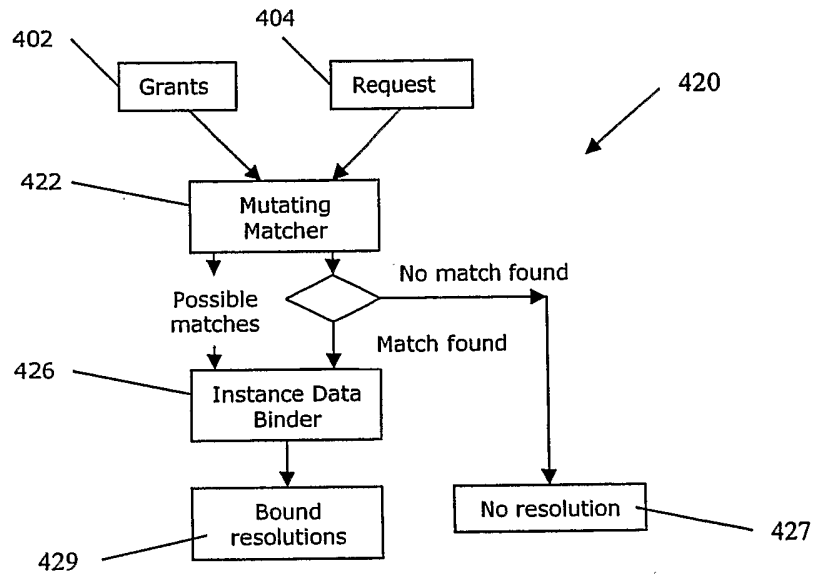 402
404
Grants
Request
420
422
Mutating
Matcher
No match found
Possible
matches
Match found
426
Instance Data
Binder
Bound
resolutions
No resolution
427
429